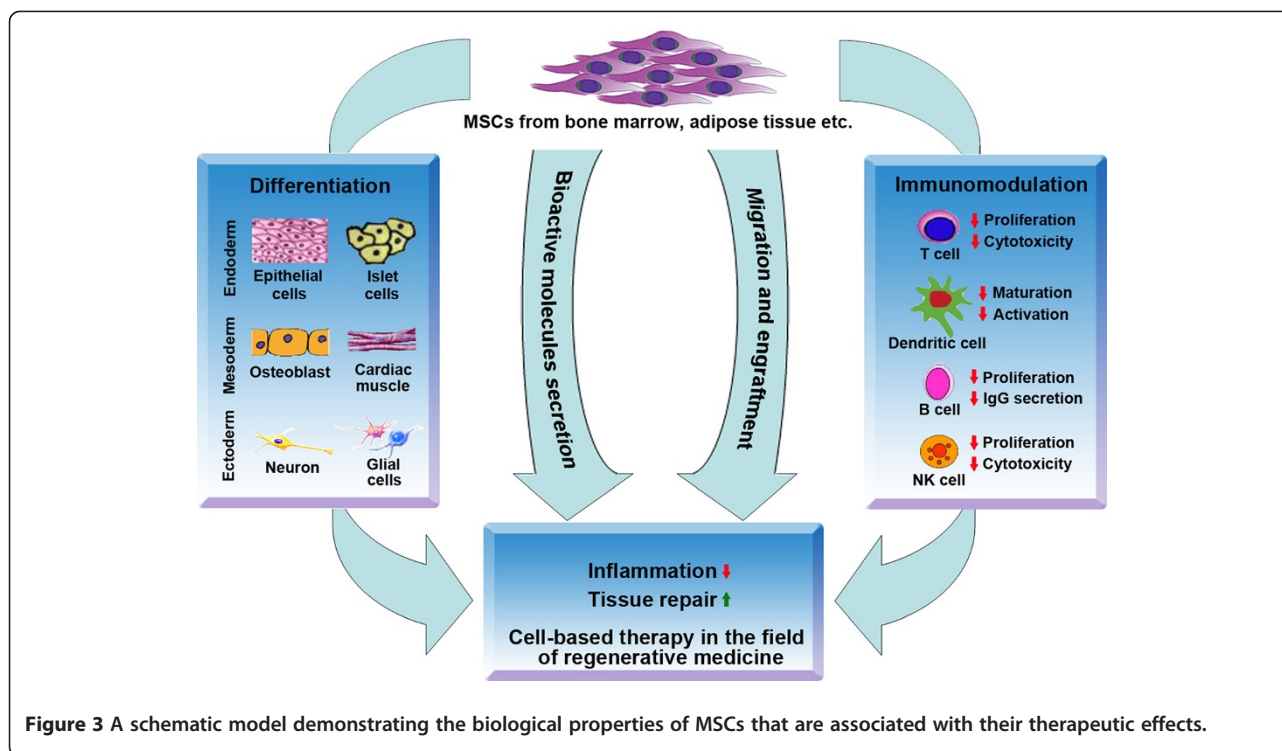 MSCs from bone marrow, adipose tissue etc.
Differentiation
Endoderm
Epithelial
cells
Islet
cells
Mesoderm
Osteoblast
Cardiac
muscle
Ectoderm
Neuron
Glial
cells
Bioactive molecules secretion
Migration and engraftment
Immunomodulation
T cell
Proliferation
Cytotoxicity
Dendritic cell
Maturation
Activation
B cell
Proliferation
IgG secretion
NK cell
Proliferation
Cytotoxicity
Inflammation
Tissue repair
Cell-based therapy in the field
of regenerative medicine
Figure 3 A schematic model demonstrating the biological properties of MSCs that are associated with their therapeutic effects.